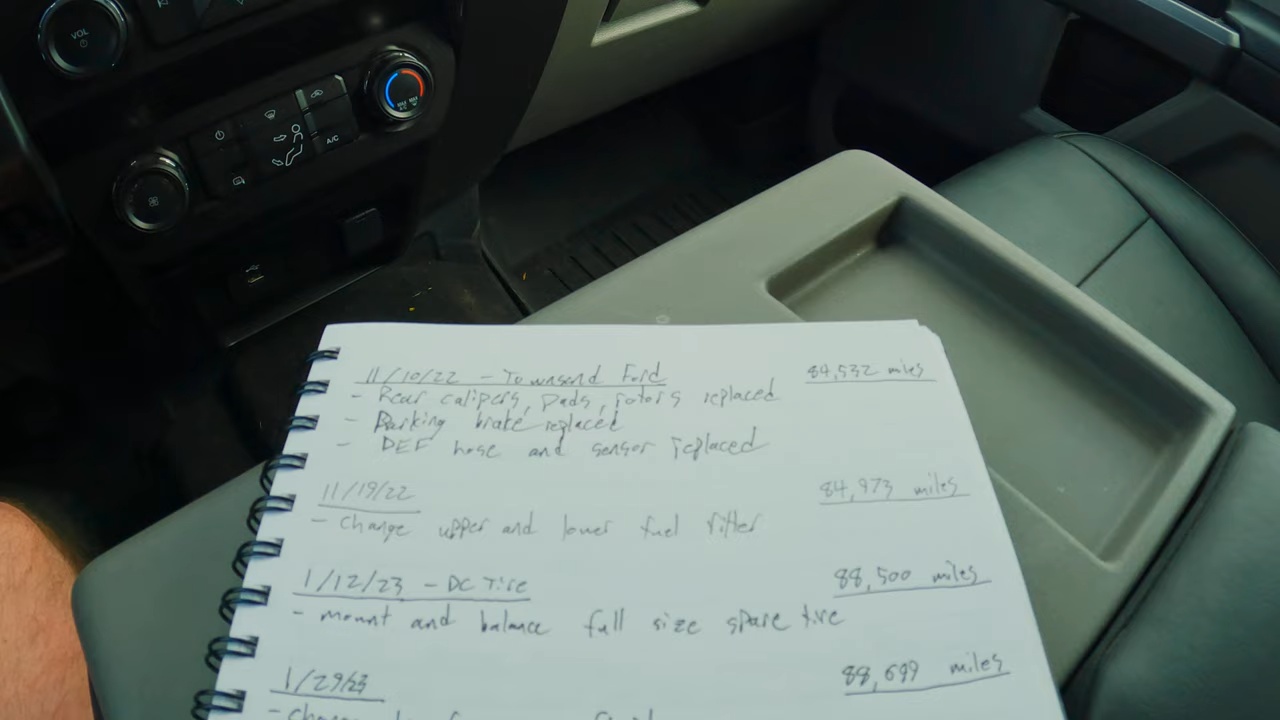 VOL
A/C
11/10/22 - Townsend Ford 84,532 miles
- Rear calipers, pads, rotors replaced
- Parking brake replaced
- DEF hose and sensor replaced
11/19/22 84,973 miles
- change upper and lower fuel filter
1/12/23 - DC Tire 88,500 miles
- mount and balance full size spare tire
1/29/23 88,699 miles